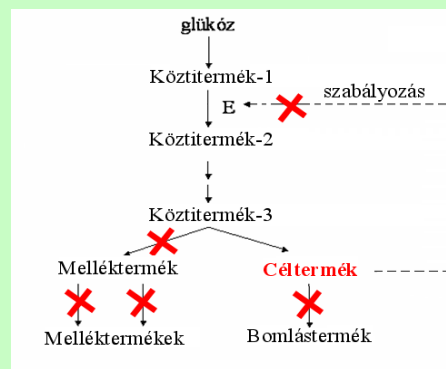 glükóz
Köztitermék-1
szabályozás
E
Köztitermék-2
Köztitermék-3
Melléktermék
Céltermék
Melléktermékek
Bomlástermék